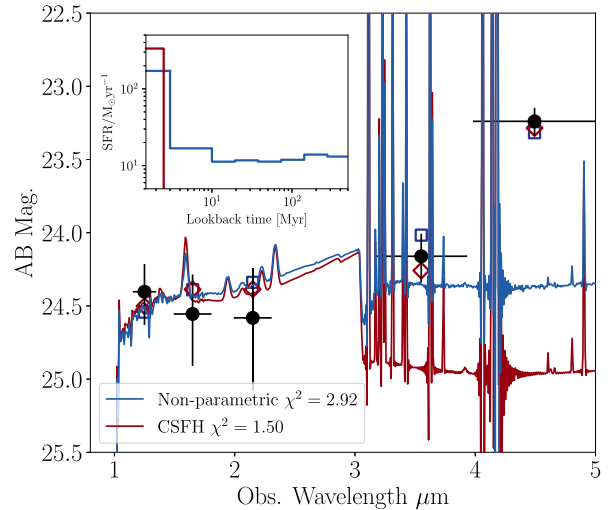 22.5
23.0
23.5
24.0
24.5
25.0
25.5
AB Mag.
10²
10¹
SFR/M⊙yr⁻¹
10¹ 10²
Lookback time [Myr]
Non-parametric χ² = 2.92
CSFH χ² = 1.50
1 2 3 4 5
Obs. Wavelength μm